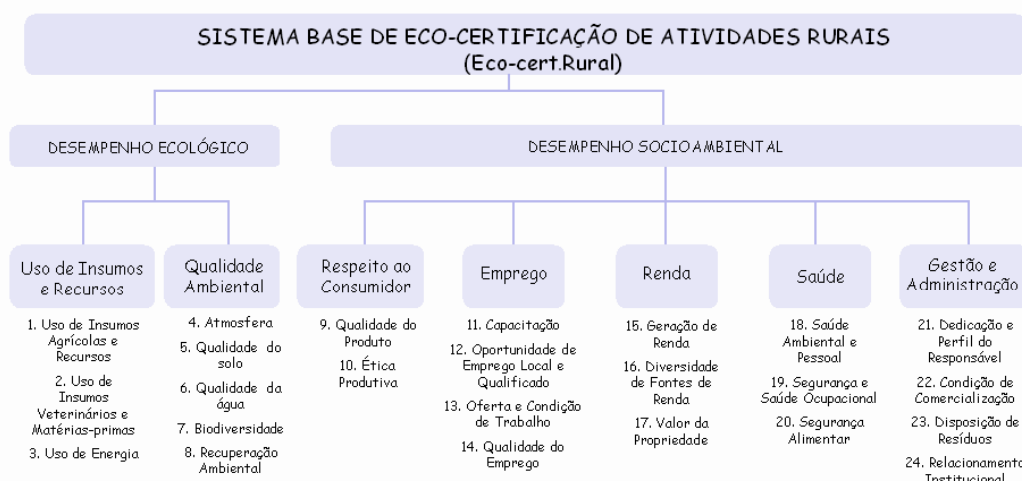 SISTEMA BASE DE ECO-CERTIFICAÇÃO DE ATIVIDADES RURAIS
(Eco-cert.Rural)
DESEMPENHO ECOLÓGICO
DESEMPENHO SOCIOAMBIENTAL
Uso de Insumos
e Recursos
Qualidade
Ambiental
Respeito ao
Consumidor
Emprego
Renda
Saúde
Gestão e
Administração
1. Uso de Insumos
Agrícolas e
Recursos
2. Uso de
Insumos
Veterinários e
Matérias-primas
3. Uso de Energia
4. Atmosfera
5. Qualidade do
solo
6. Qualidade da
água
7. Biodiversidade
8. Recuperação
Ambiental
9. Qualidade do
Produto
10. Ética
Produtiva
11. Capacitação
12. Oportunidade de
Emprego Local e
Qualificado
13. Oferta e Condição
de Trabalho
14. Qualidade do
Emprego
15. Geração de
Renda
16. Diversidade
de Fontes de
Renda
17. Valor da
Propriedade
18. Saúde
Ambiental e
Pessoal
19. Segurança e
Saúde Ocupacional
20. Segurança
Alimentar
21. Dedicação e
Perfil do
Responsável
22. Condição de
Comercialização
23. Disposição de
Resíduos
24. Relacionamento
Institucional